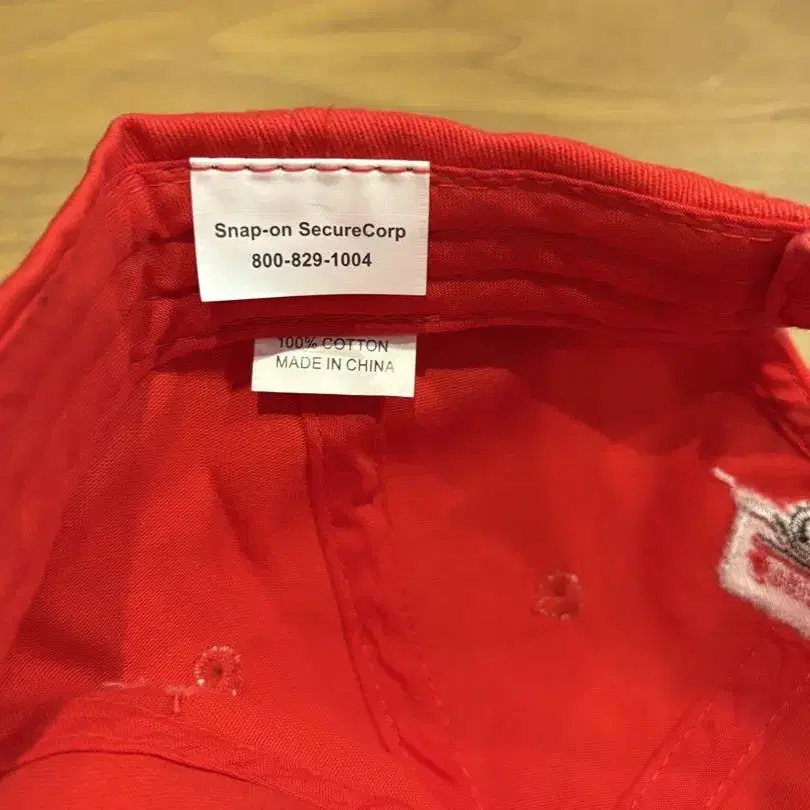 Snap-on SecureCorp
800-829-1004
100% COTTON
MADE IN CHINA